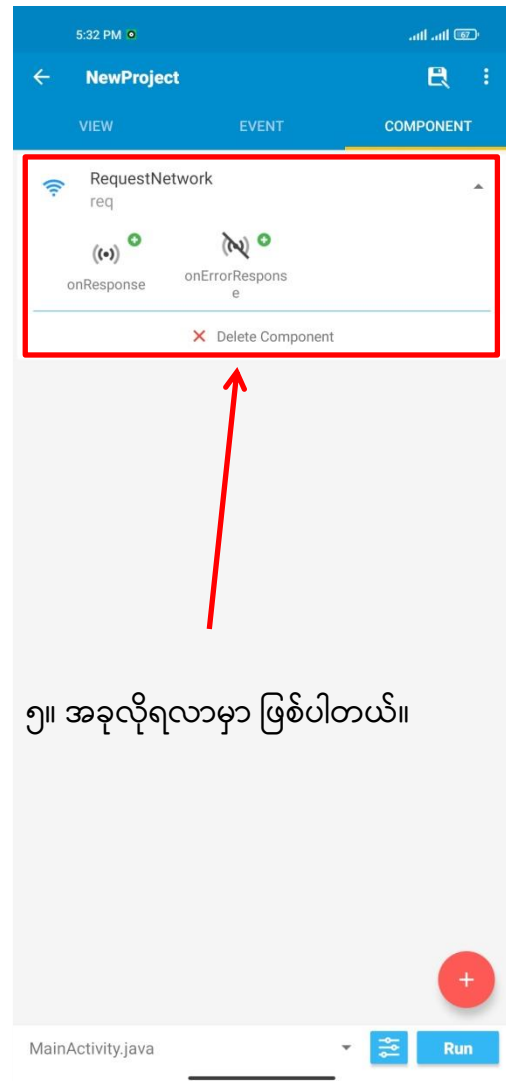 5:32 PM
67
NewProject
VIEW EVENT COMPONENT
RequestNetwork
req
onResponse
onErrorRespons
e
Delete Component
၅။ အခုလိုရလာမှာ ဖြစ်ပါတယ်။
MainActivity.java
Run